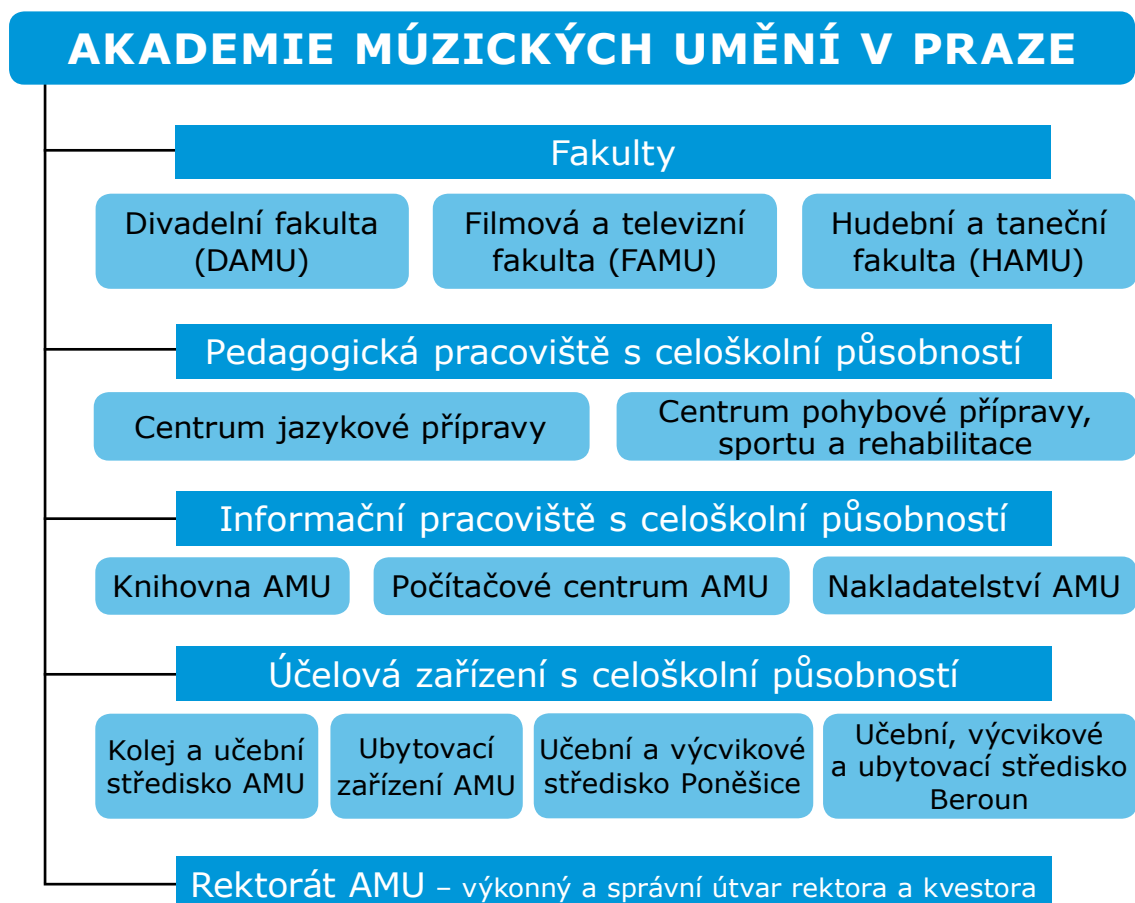 AKADEMIE MÚZICKÝCH UMĚNÍ V PRAZE
Fakulty
Divadelní fakulta
(DAMU)
Filmová a televizní
fakulta (FAMU)
Hudební a taneční
fakulta (HAMU)
Pedagogická pracoviště s celoškolní působností
Centrum jazykové přípravy
Centrum pohybové přípravy,
sportu a rehabilitace
Informační pracoviště s celoškolní působností
Knihovna AMU
Počítačové centrum AMU
Nakladatelství AMU
Účelová zařízení s celoškolní působností
Kolej a učební
středisko AMU
Ubytovací
zařízení AMU
Učební a výcvikové
středisko Poněšice
Učební, výcvikové
a ubytovací středisko
Beroun
Rektorát AMU – výkonný a správní útvar rektora a kvestora